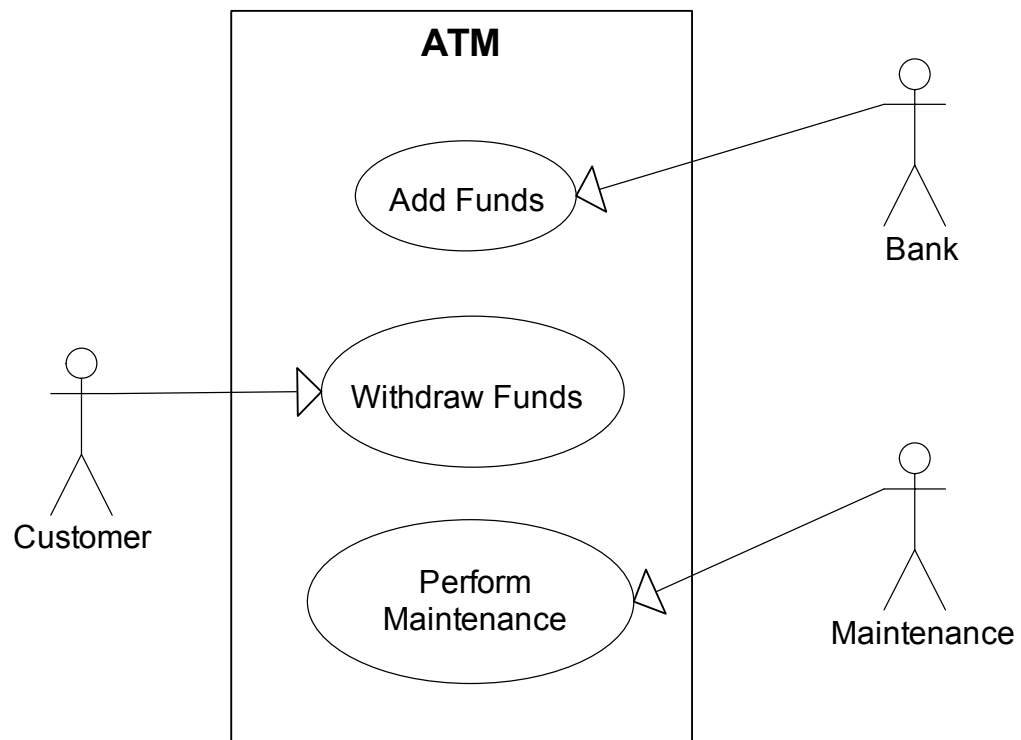 ATM
Add Funds
Bank
Withdraw Funds
Customer
Perform
Maintenance
Maintenance